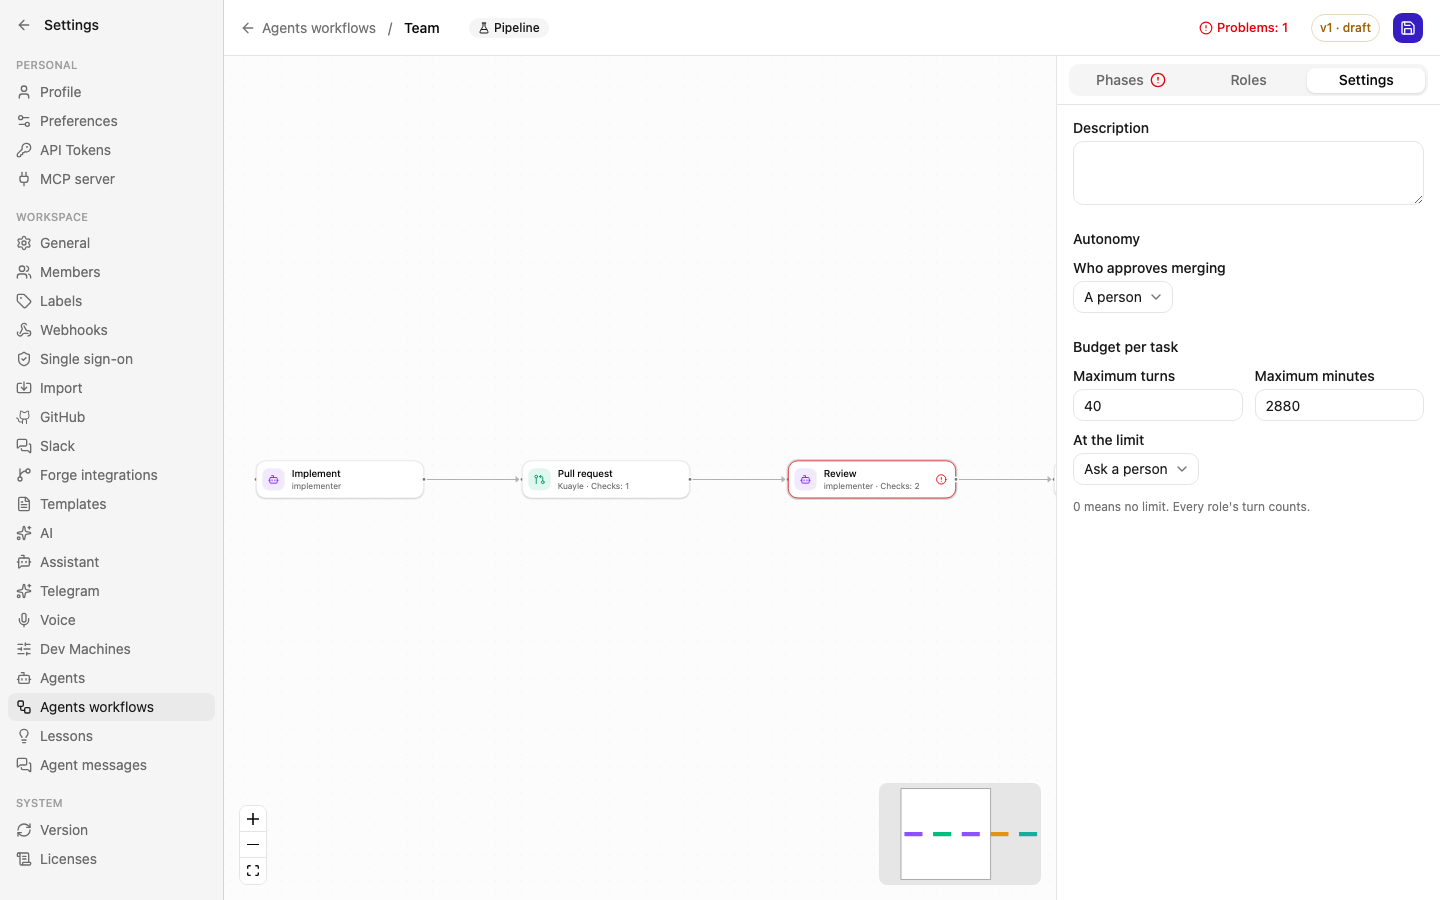 Settings
PERSONAL
Profile
Preferences
API Tokens
MCP server
WORKSPACE
General
Members
Labels
Webhooks
Single sign-on
Import
GitHub
Slack
Forge integrations
Templates
AI
Assistant
Telegram
Voice
Dev Machines
Agents
Agents workflows
Lessons
Agent messages
SYSTEM
Version
Licenses
Agents workflows / Team
Pipeline
Problems: 1
v1 · draft
Implement
implementer
Pull request
Kuayle · Checks: 1
Review
implementer · Checks: 2
Phases
Roles
Settings
Description
Autonomy
Who approves merging
A person
Budget per task
Maximum turns
Maximum minutes
40
2880
At the limit
Ask a person
0 means no limit. Every role's turn counts.